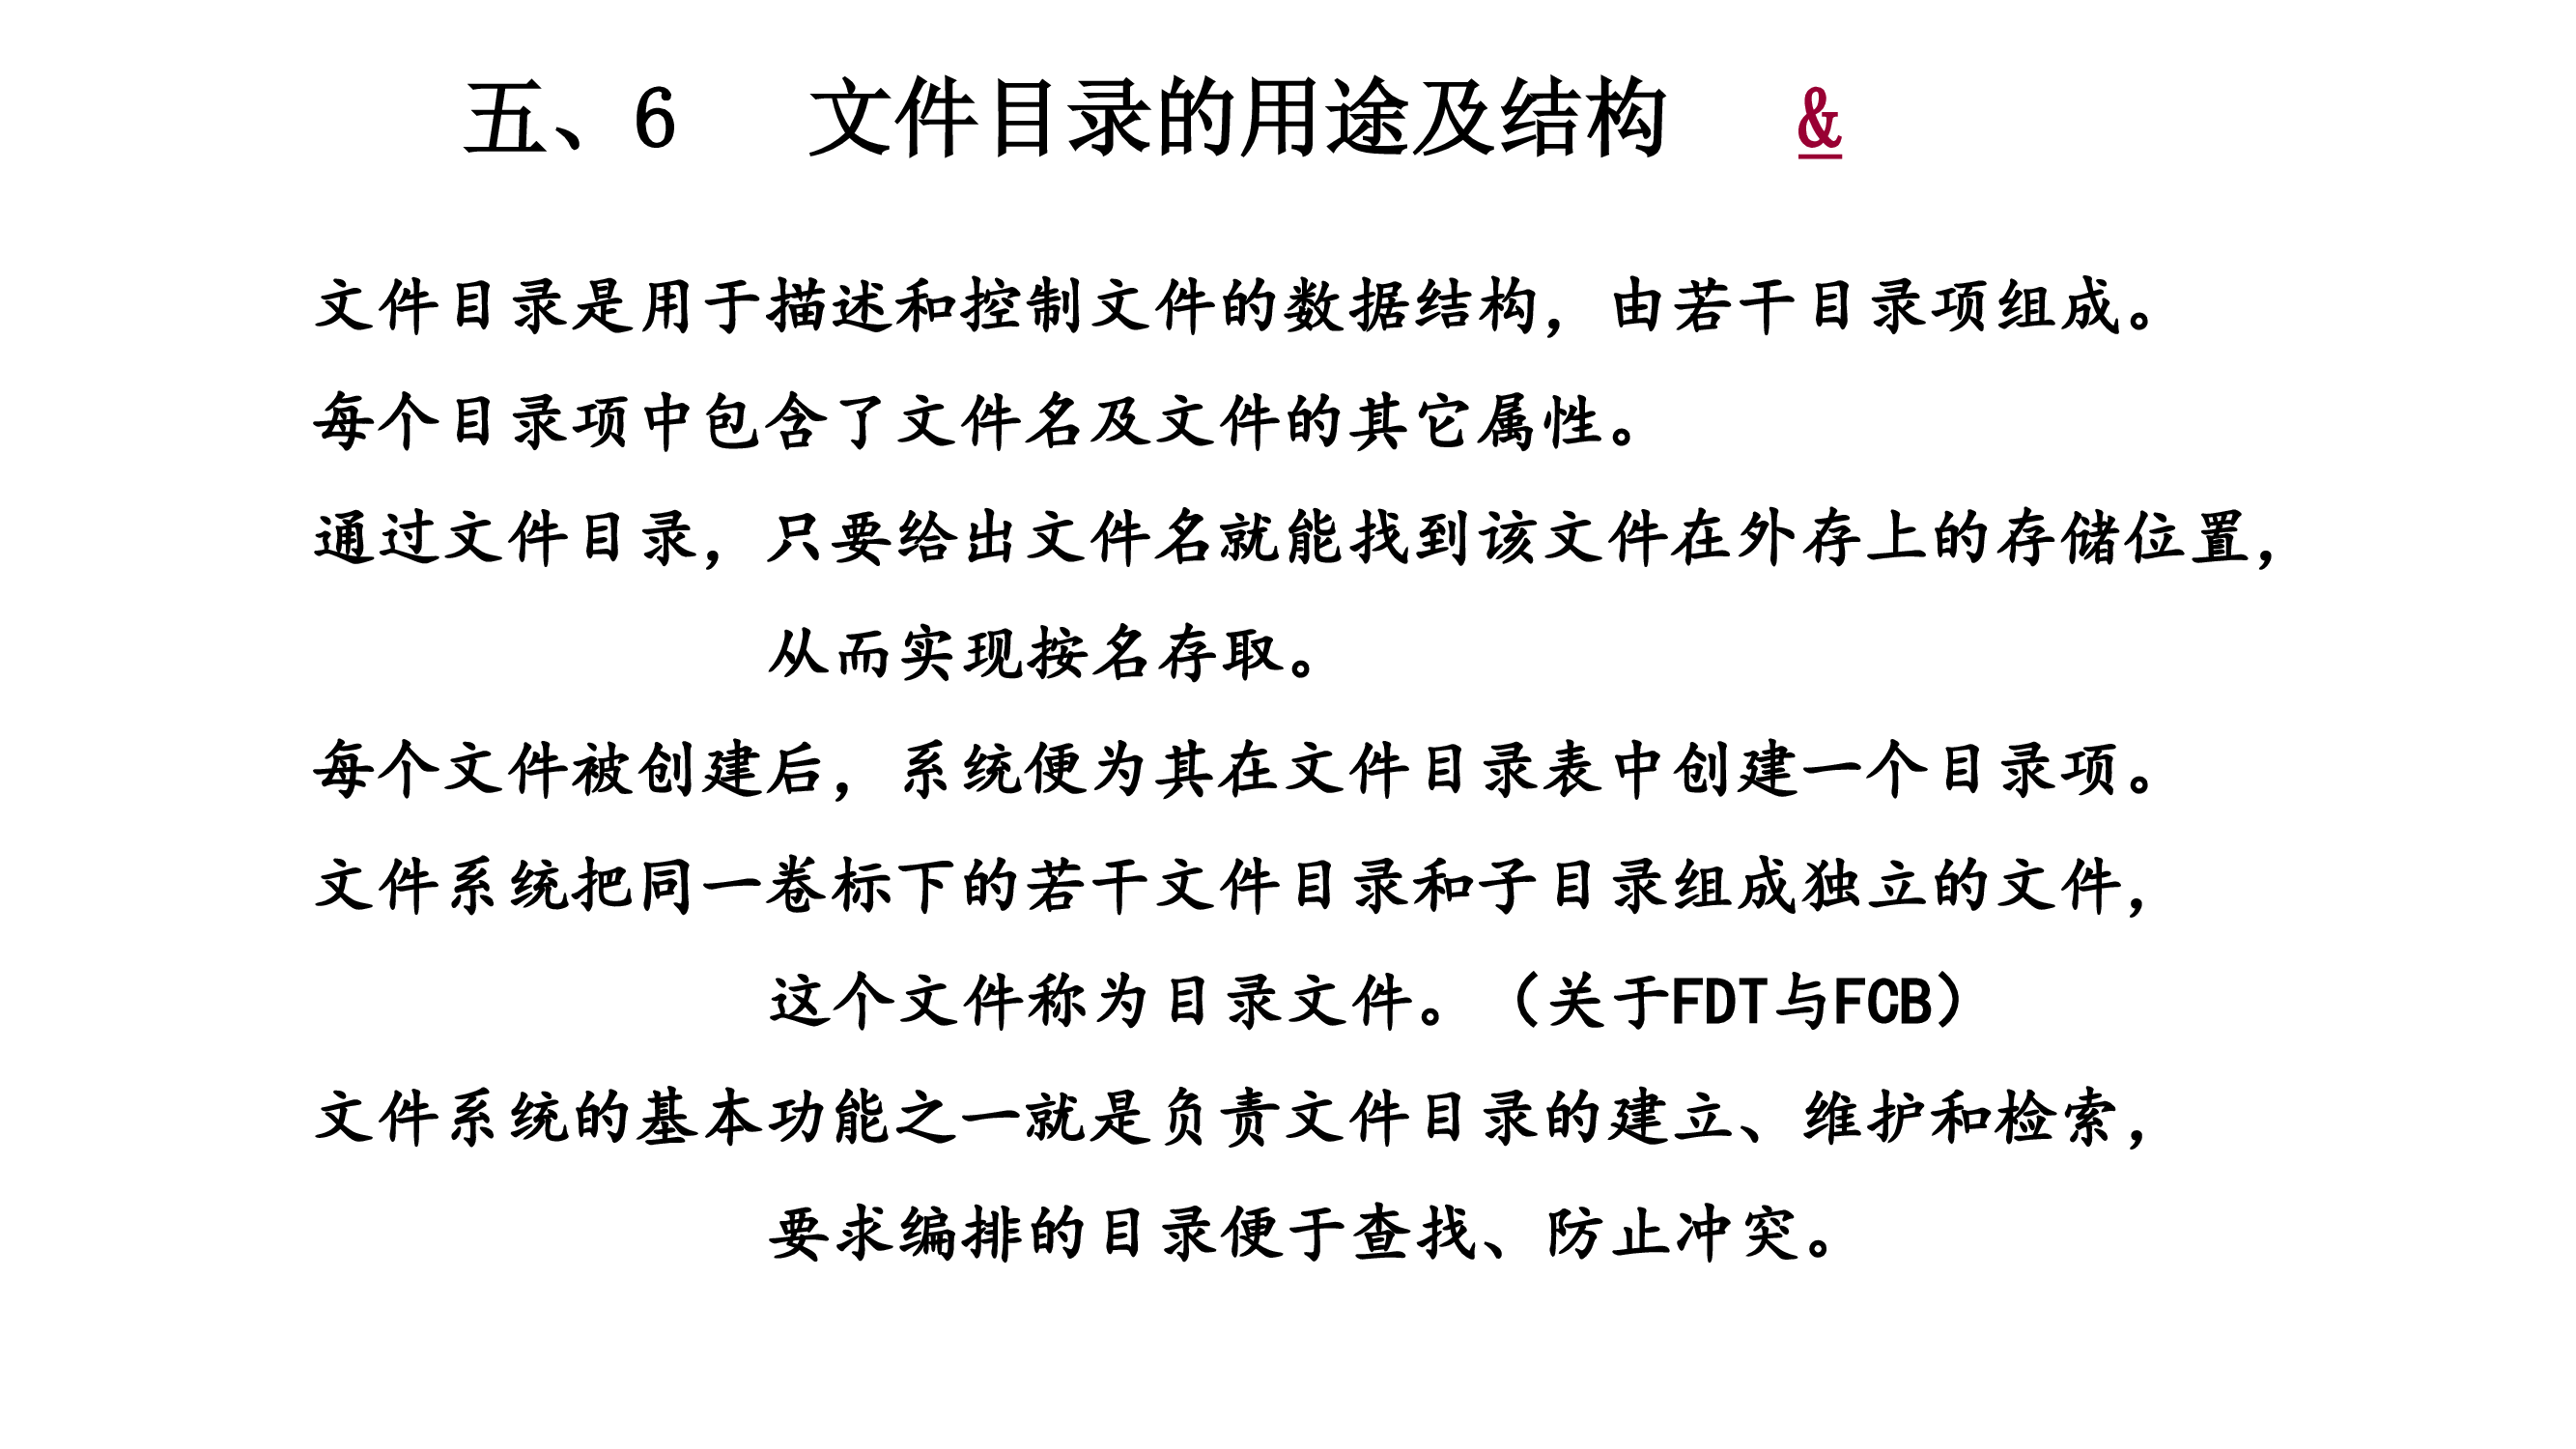 五、6 文件目录的用途及结构 &
文件目录是用于描述和控制文件的数据结构，由若干目录项组成。
每个目录项中包含了文件名及文件的其它属性。
通过文件目录，只要给出文件名就能找到该文件在外存上的存储位置，
从而实现按名存取。
每个文件被创建后，系统便为其在文件目录表中创建一个目录项。
文件系统把同一卷标下的若干文件目录和子目录组成独立的文件，
这个文件称为目录文件。（关于FDT与FCB）
文件系统的基本功能之一就是负责文件目录的建立、维护和检索，
要求编排的目录便于查找、防止冲突。